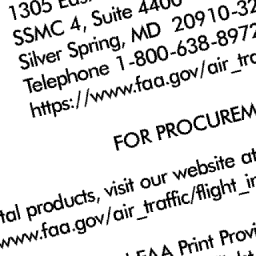 1305 East
SSMC 4, Suite 4400
Silver Spring, MD 20910-32
Telephone 1-800-638-8972
https://www.faa.gov/air_tra
FOR PROCUREM
tal products, visit our website at
www.faa.gov/air_traffic/flight_in
FAA Print Provi